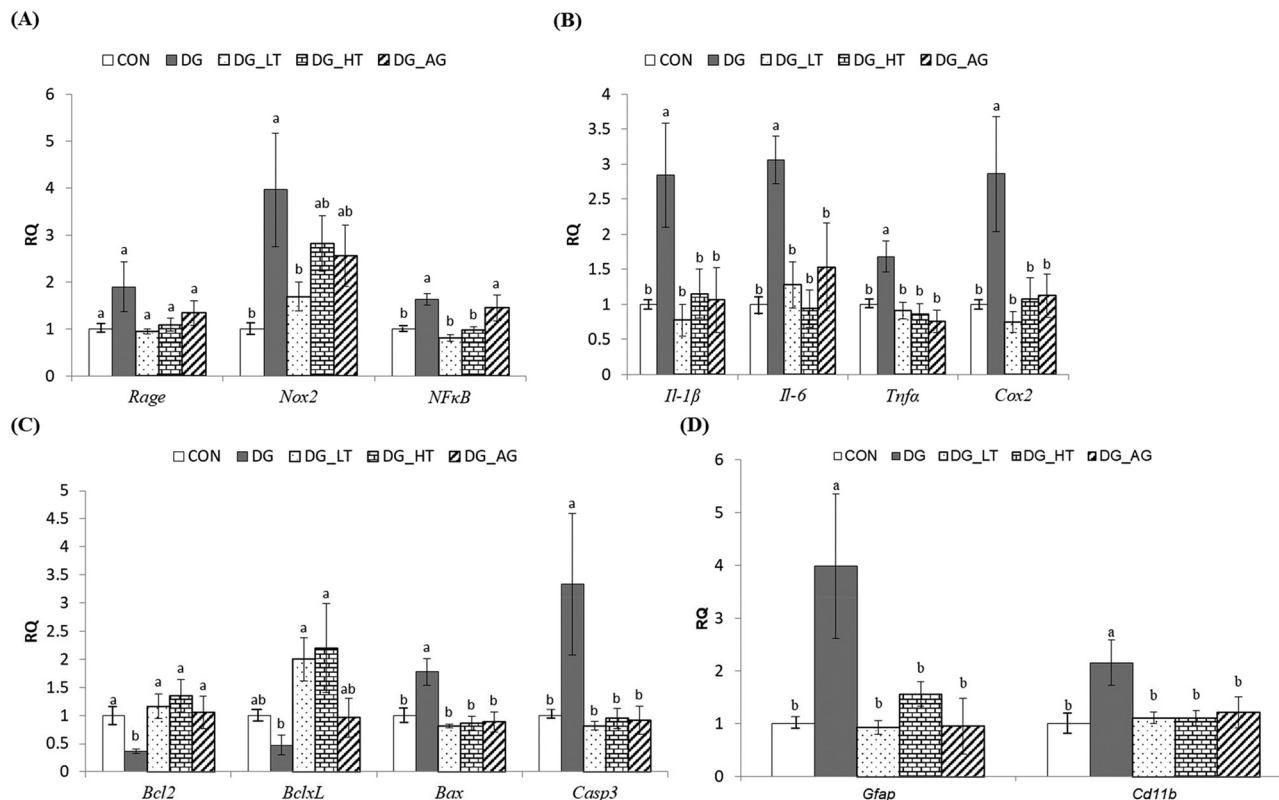 (A)
CON DG DG_LT DG_HT DG_AG
6
5
4
3
2
1
0
RQ
a a a a a
b a b ab ab
b a b b a
Rage Nox2 NFκB
(B)
CON DG DG_LT DG_HT DG_AG
4
3.5
3
2.5
2
1.5
1
0.5
0
RQ
b a b b b
b a b b b
b a b b b
b a b b b
Il-1β Il-6 Tnfα Cox2
(C)
CON DG DG_LT DG_HT DG_AG
5
4.5
4
3.5
3
2.5
2
1.5
1
0.5
0
RQ
a b a a a
ab b a a ab
b a b b b
b a b b b
Bcl2 BclxL Bax Casp3
(D)
CON DG DG_LT DG_HT DG_AG
6
5
4
3
2
1
0
RQ
b a b b b
b a b b b
Gfap Cd11b